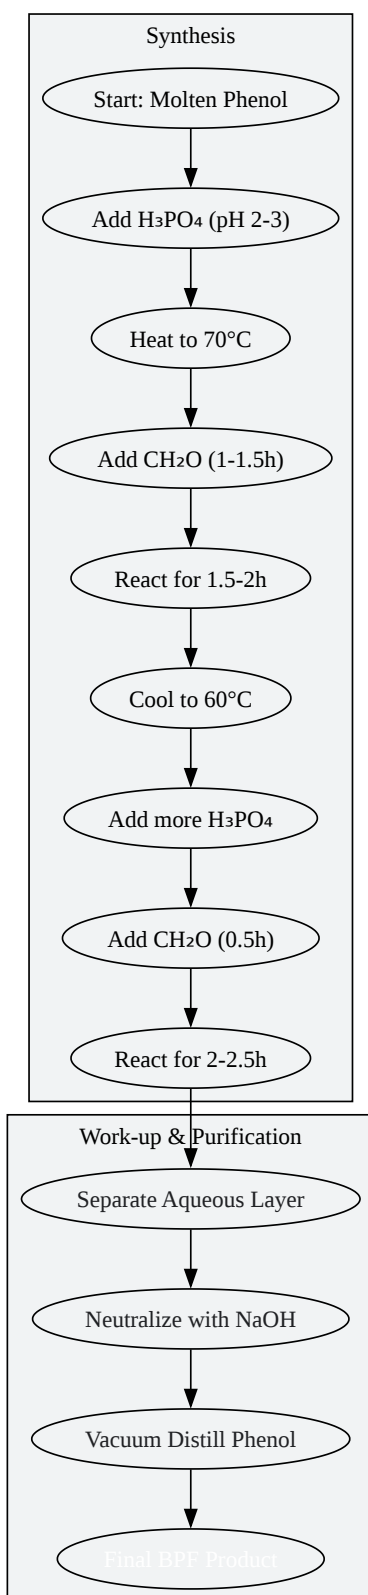 Synthesis
Start: Molten Phenol
Add H₃PO₄ (pH 2-3)
Heat to 70°C
Add CH₂O (1-1.5h)
React for 1.5-2h
Cool to 60°C
Add more H₃PO₄
Add CH₂O (0.5h)
React for 2-2.5h
Work-up & Purification
Separate Aqueous Layer
Neutralize with NaOH
Vacuum Distill Phenol
Final BPF Product